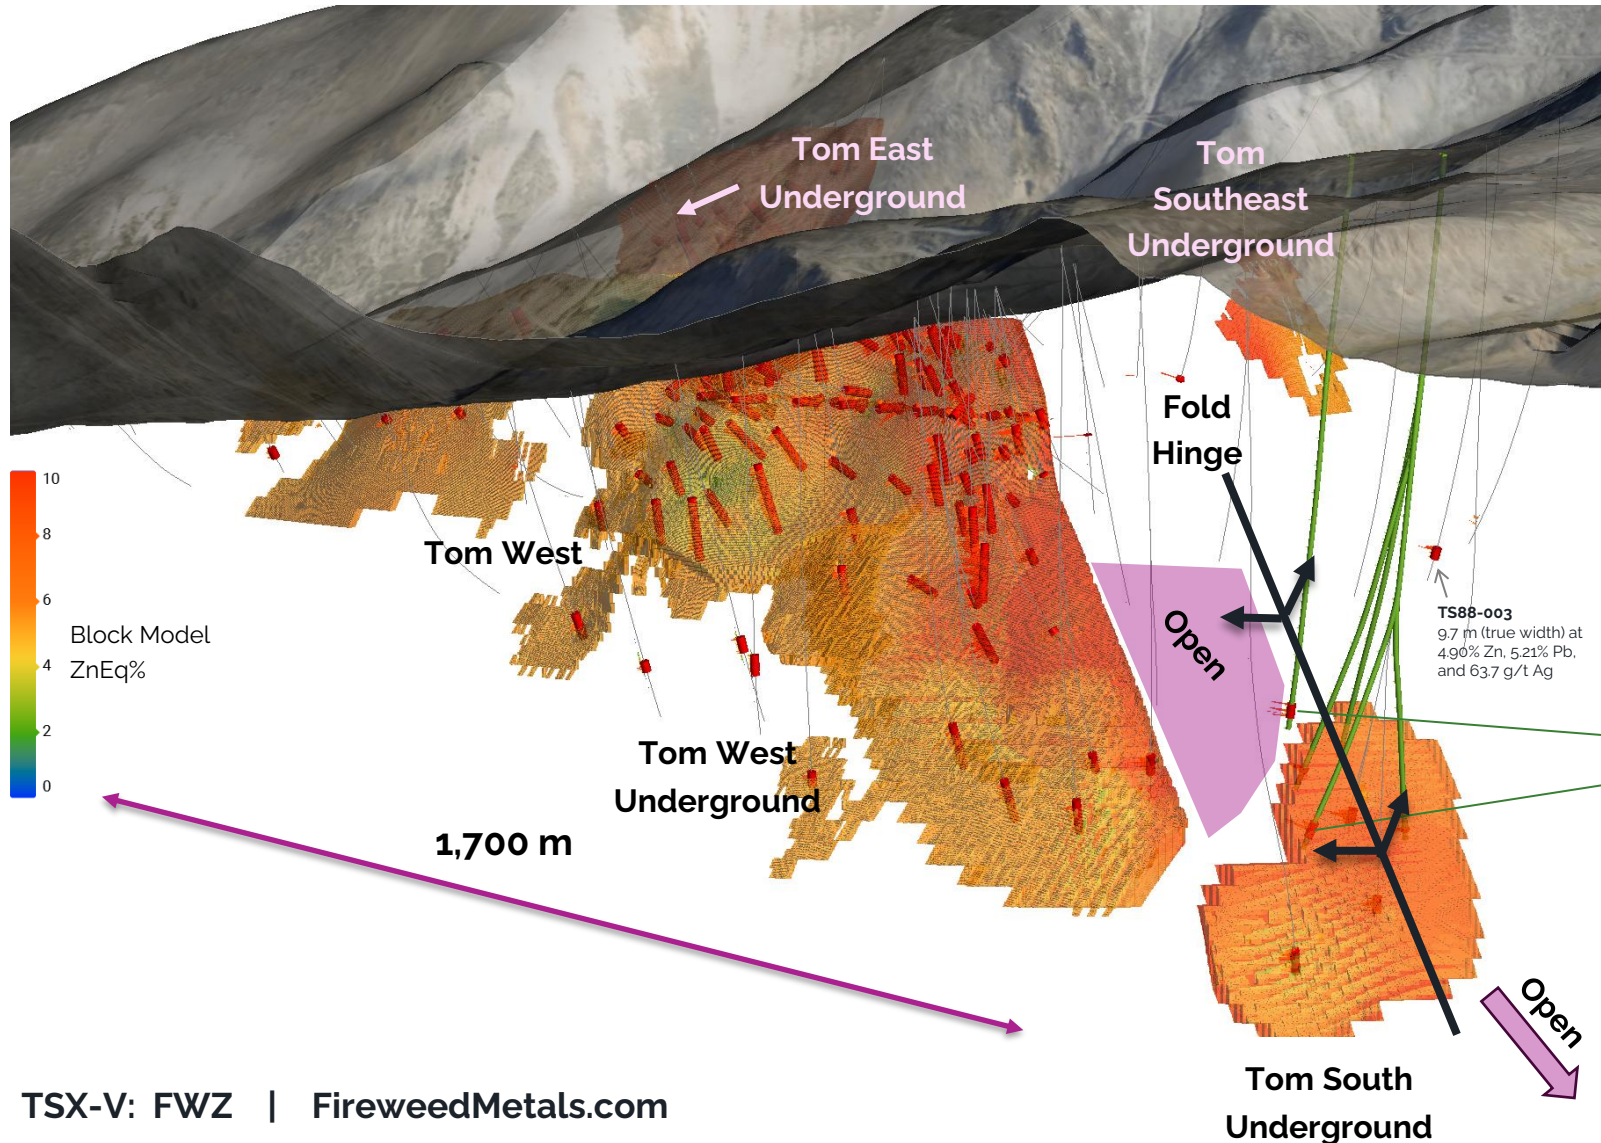 Tom East
Underground
Tom
Southeast
Underground
Fold
Hinge
10
8
6
4
2
0
Block Model
ZnEq%
Tom West
Open
TS88-003
9.7 m (true width) at
4.90% Zn, 5.21% Pb,
and 63.7 g/t Ag
Tom West
Underground
1,700 m
Open
Tom South
Underground
TSX-V: FWZ | FireweedMetals.com